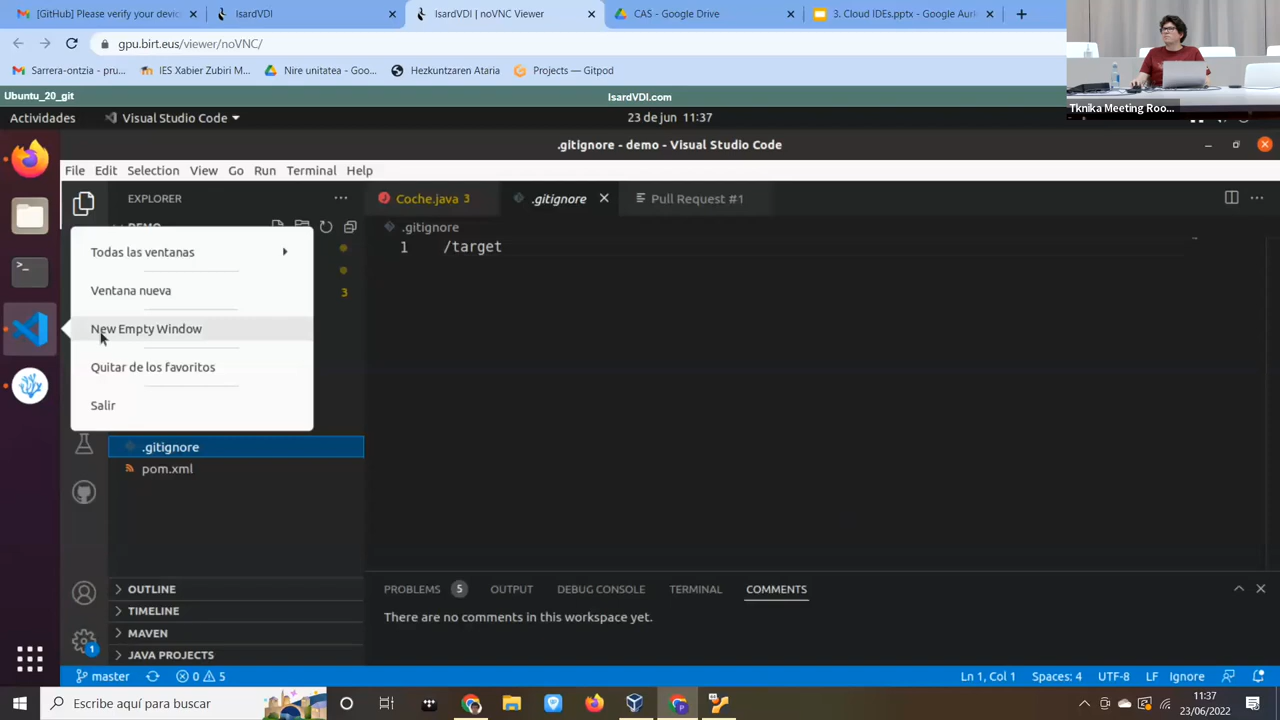 [GitHub] Please verify your device
IsardVDI
IsardVDI | noVNC Viewer
CAS - Google Drive
3. Cloud IDEs.pptx - Google Aurk
gpu.birt.eus/viewer/noVNC/
Sarrera-ontzia - pru...
IES Xabier Zubiri M...
Nire unitatea - Goo...
Hezkuntzaren Ataria
Projects — Gitpod
Tknika Meeting Roo...
Ubuntu_20_git
IsardVDI.com
Actividades
Visual Studio Code
23 de jun 11:37
.gitignore - demo - Visual Studio Code
File Edit Selection View Go Run Terminal Help
EXPLORER
Coche.java 3
.gitignore
Pull Request #1
DEMO
.gitignore
1 /target
3
Todas las ventanas
Ventana nueva
New Empty Window
Quitar de los favoritos
Salir
.gitignore
pom.xml
OUTLINE
TIMELINE
MAVEN
JAVA PROJECTS
PROBLEMS 5 OUTPUT DEBUG CONSOLE TERMINAL COMMENTS
There are no comments in this workspace yet.
1
master 0 5
Ln 1, Col 1 Spaces: 4 UTF-8 LF Ignore
Escribe aquí para buscar
11:37
23/06/2022